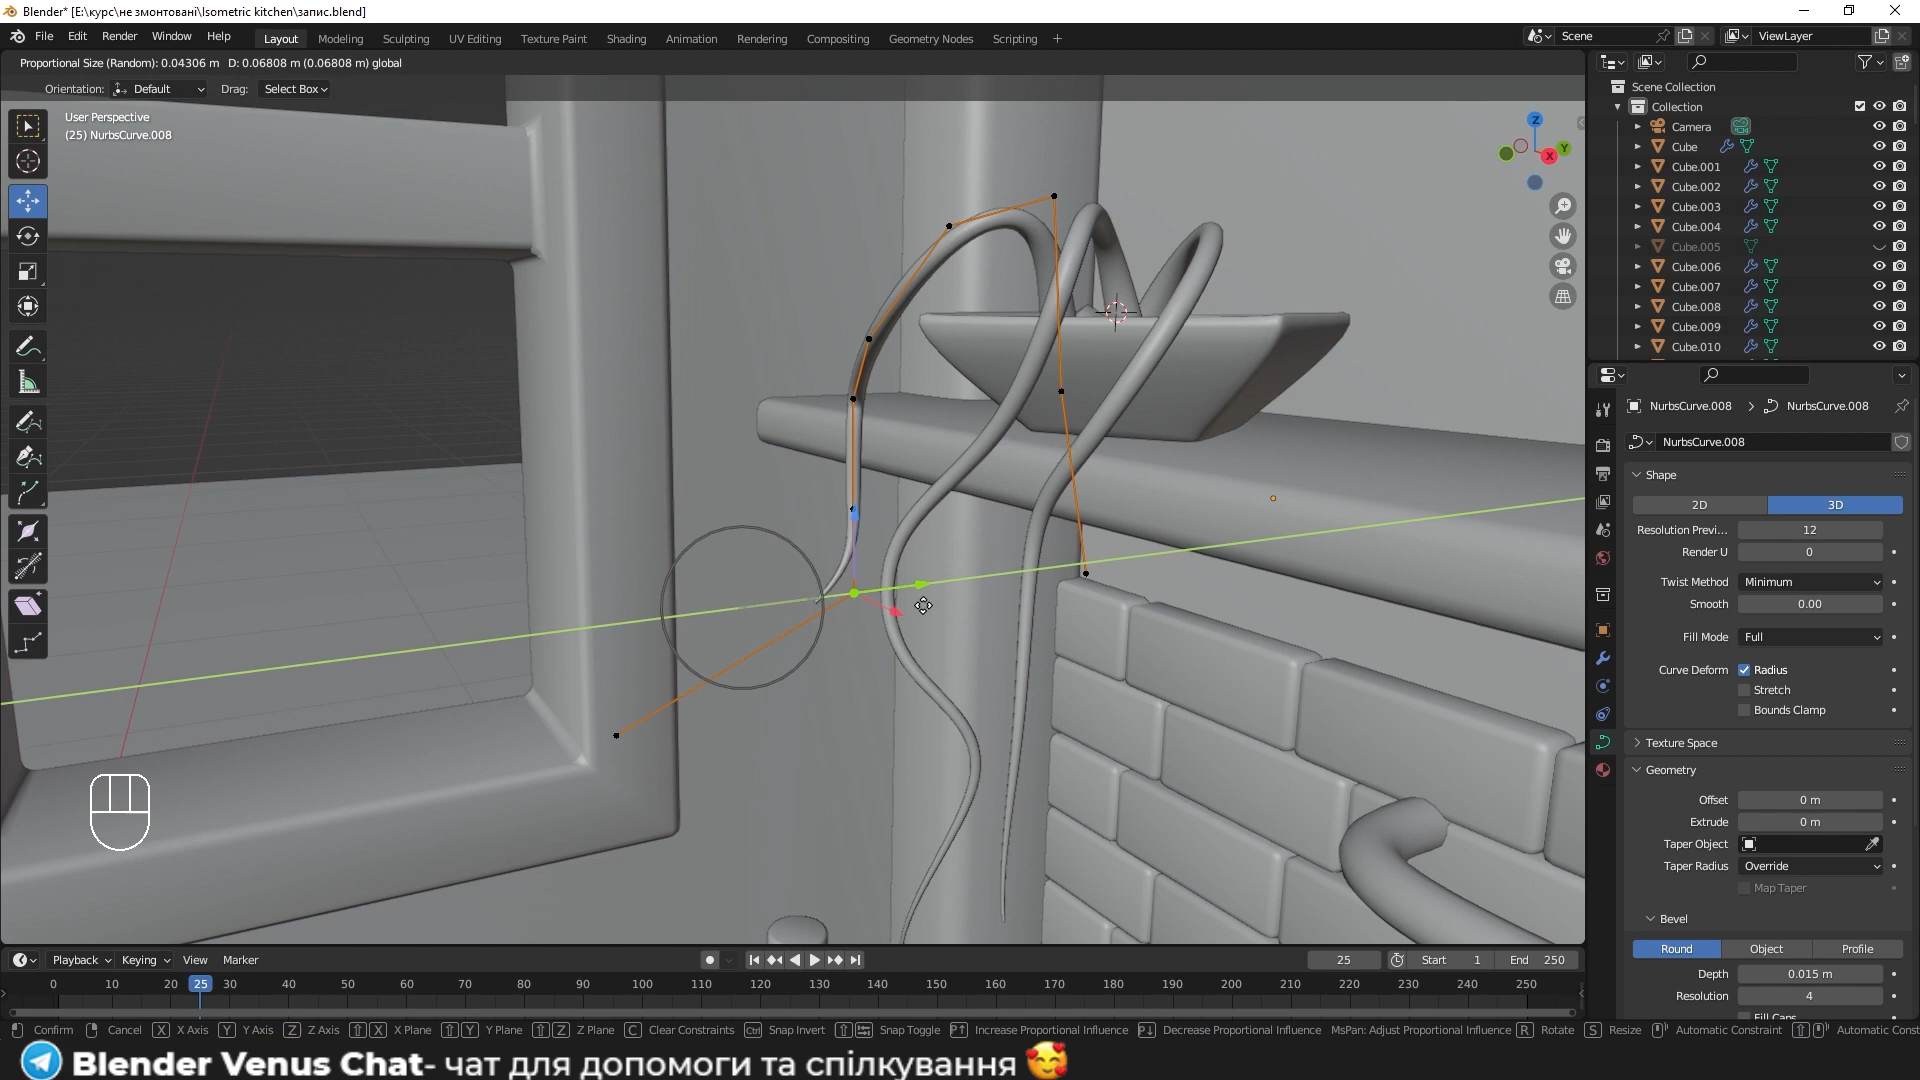 Blender* [E:\курс\не змонтовані\Isometric kitchen\запис.blend]
File Edit Render Window Help Layout Modeling Sculpting UV Editing Texture Paint Shading Animation Rendering Compositing Geometry Nodes Scripting + Scene ViewLayer
Proportional Size (Random): 0.04306 m D: 0.06808 m (0.06808 m) global
Orientation: Default Drag: Select Box
User Perspective
(25) NurbsCurve.008
Z
Y
X
Scene Collection
Collection
Camera
Cube
Cube.001
Cube.002
Cube.003
Cube.004
Cube.005
Cube.006
Cube.007
Cube.008
Cube.009
Cube.010
NurbsCurve.008 > NurbsCurve.008
NurbsCurve.008
Shape
2D 3D
Resolution Previ... 12
Render U 0
Twist Method Minimum
Smooth 0.00
Fill Mode Full
Curve Deform Radius
Stretch
Bounds Clamp
Texture Space
Geometry
Offset 0 m
Extrude 0 m
Taper Object
Taper Radius Override
Map Taper
Bevel
Round Object Profile
Depth 0.015 m
Resolution 4
Fill Caps
Playback Keying View Marker 25 Start 1 End 250
0 10 20 25 30 40 50 60 70 80 90 100 110 120 130 140 150 160 170 180 190 200 210 220 230 240 250
Confirm Cancel X X Axis Y Y Axis Z Z Axis X X Plane Y Y Plane Z Z Plane C Clear Constraints Ctrl Snap Invert Snap Toggle Increase Proportional Influence Decrease Proportional Influence MsPan: Adjust Proportional Influence R Rotate S Resize Automatic Constraint Automatic Const
Blender Venus Chat- чат для допомоги та спілкування 🥰